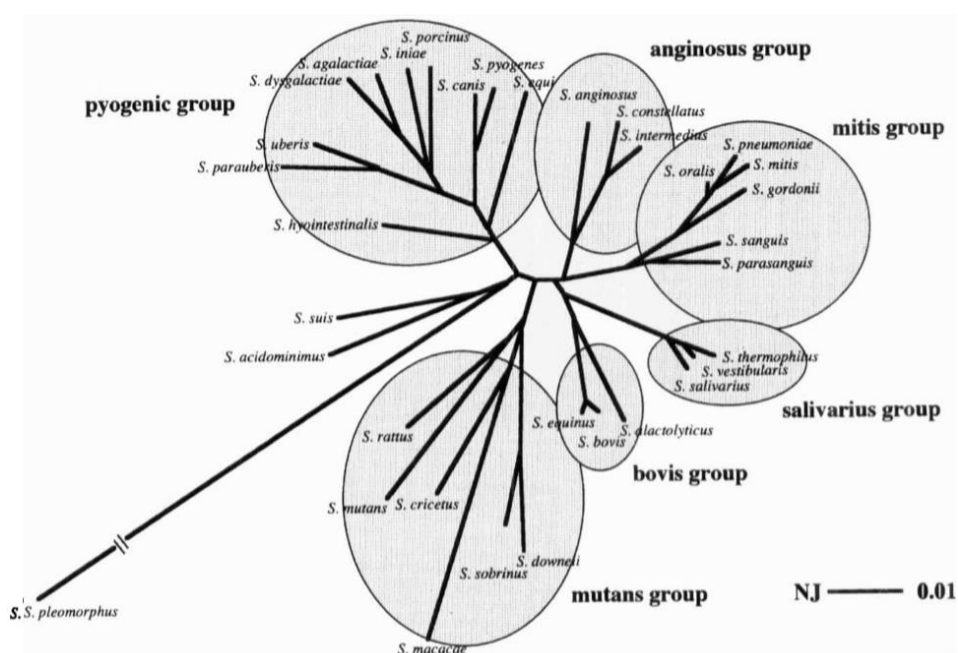 S. porcinus
S. iniae
anginosus group
S. agalactiae
S. pyogenes
S. dysgalactiae
S. canis
S. equi
S. anginosus
pyogenic group
S. constellatus
mitis group
S. intermedius
S. uberis
S. pneumoniae
S. parauberis
S. oralis
S. mitis
S. gordonii
S. hyointestinalis
S. sanguis
S. parasanguis
S. suis
S. acidominimus
S. thermophilus
S. vestibularis
S. salivarius
salivarius group
S. equinus
S. alactolyticus
S. rattus
S. bovis
bovis group
S. mutans
S. cricetus
S. downeii
S. sobrinus
mutans group
NJ
0.01
S. S. pleomorphus
S. macacae